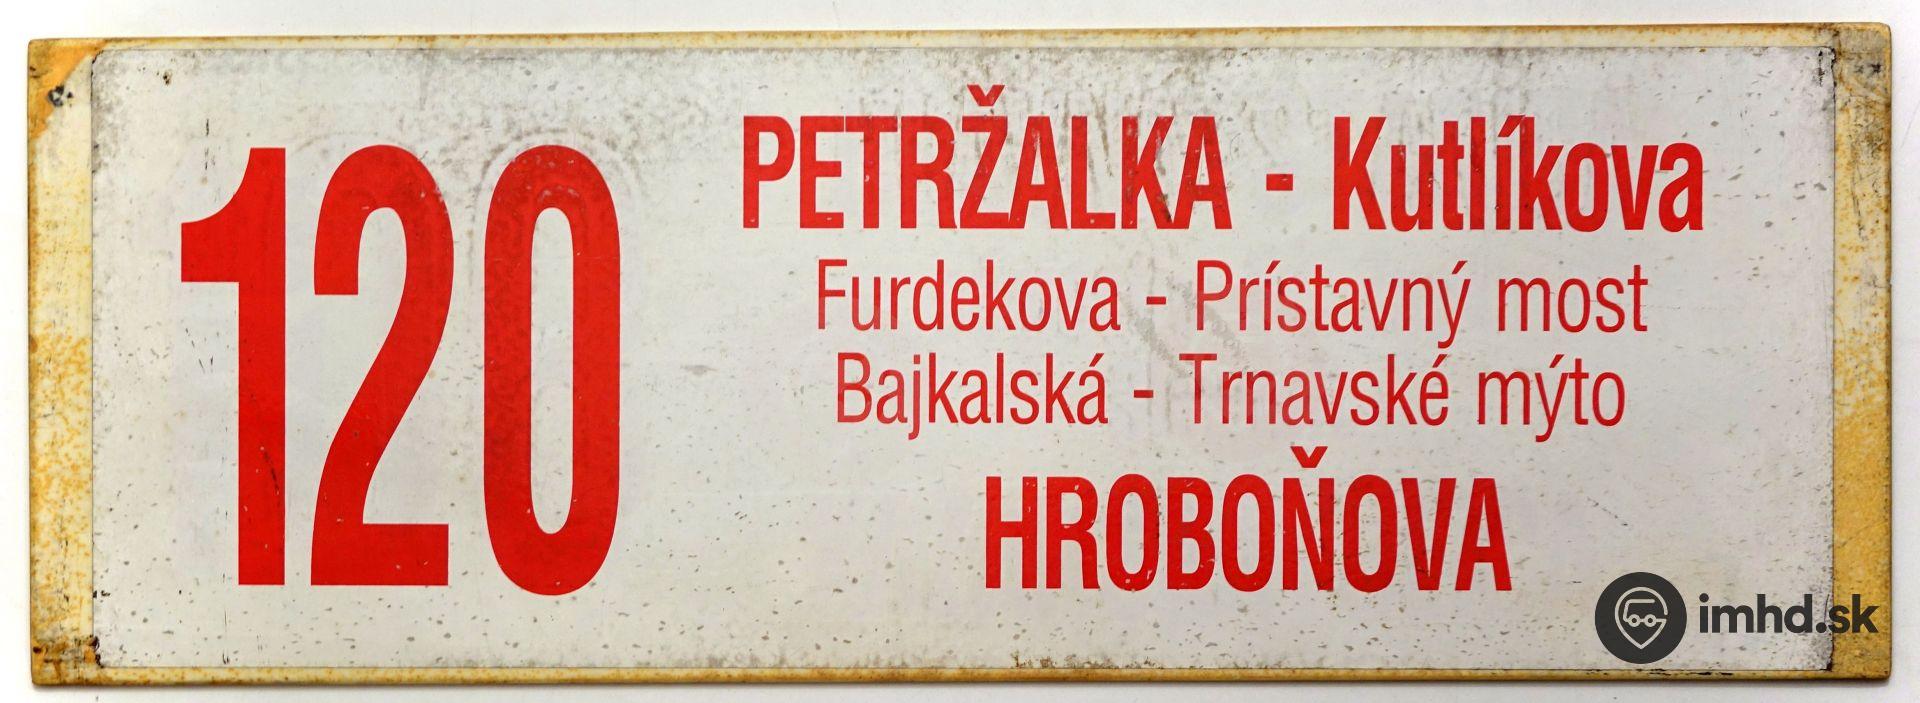 120
PETRŽALKA - Kutlíkova
Furdekova - Prístavný most
Bajkalská - Trnavské mýto
HROBOŇOVA
imhd.sk